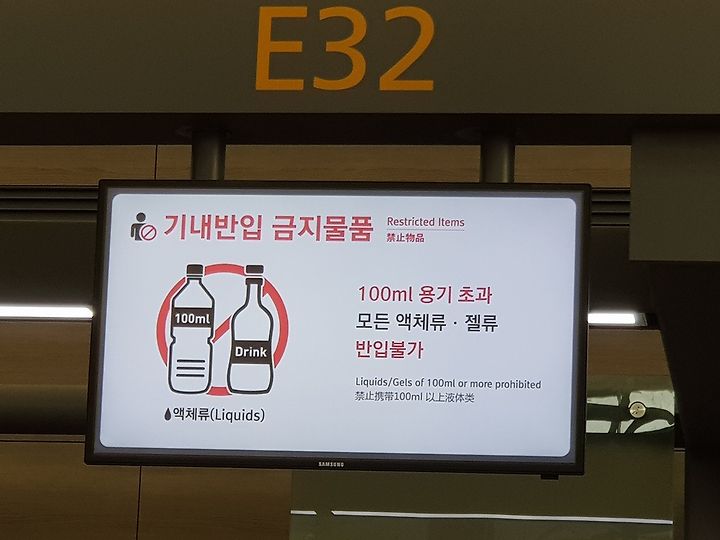 E32
기내반입 금지물품
Restricted Items
禁止物品
100ml
Drink
액체류(Liquids)
100ml 용기 초과
모든 액체류 · 젤류
반입불가
Liquids/Gels of 100ml or more prohibited
禁止携带100ml 以上液体类
SAMSUNG